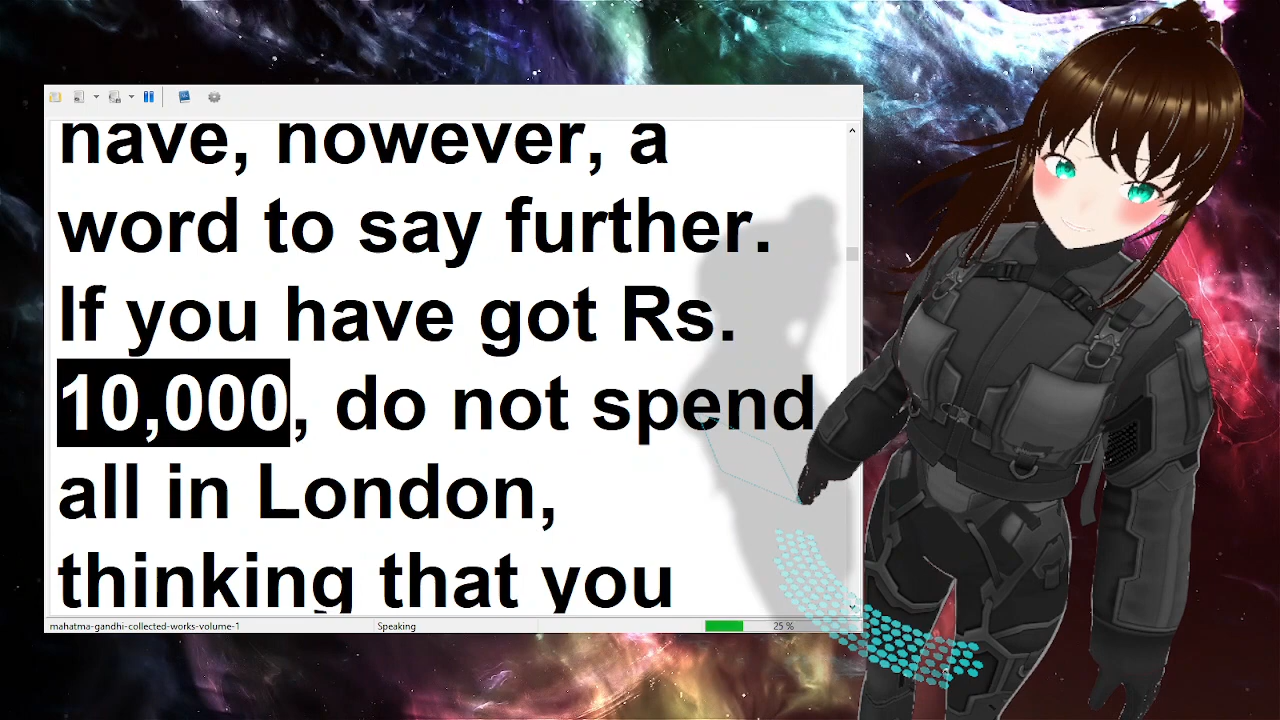 have, however, a
word to say further.
If you have got Rs.
10,000, do not spend
all in London,
thinking that you
mahatma-gandhi-collected-works-volume-1
Speaking
25 %